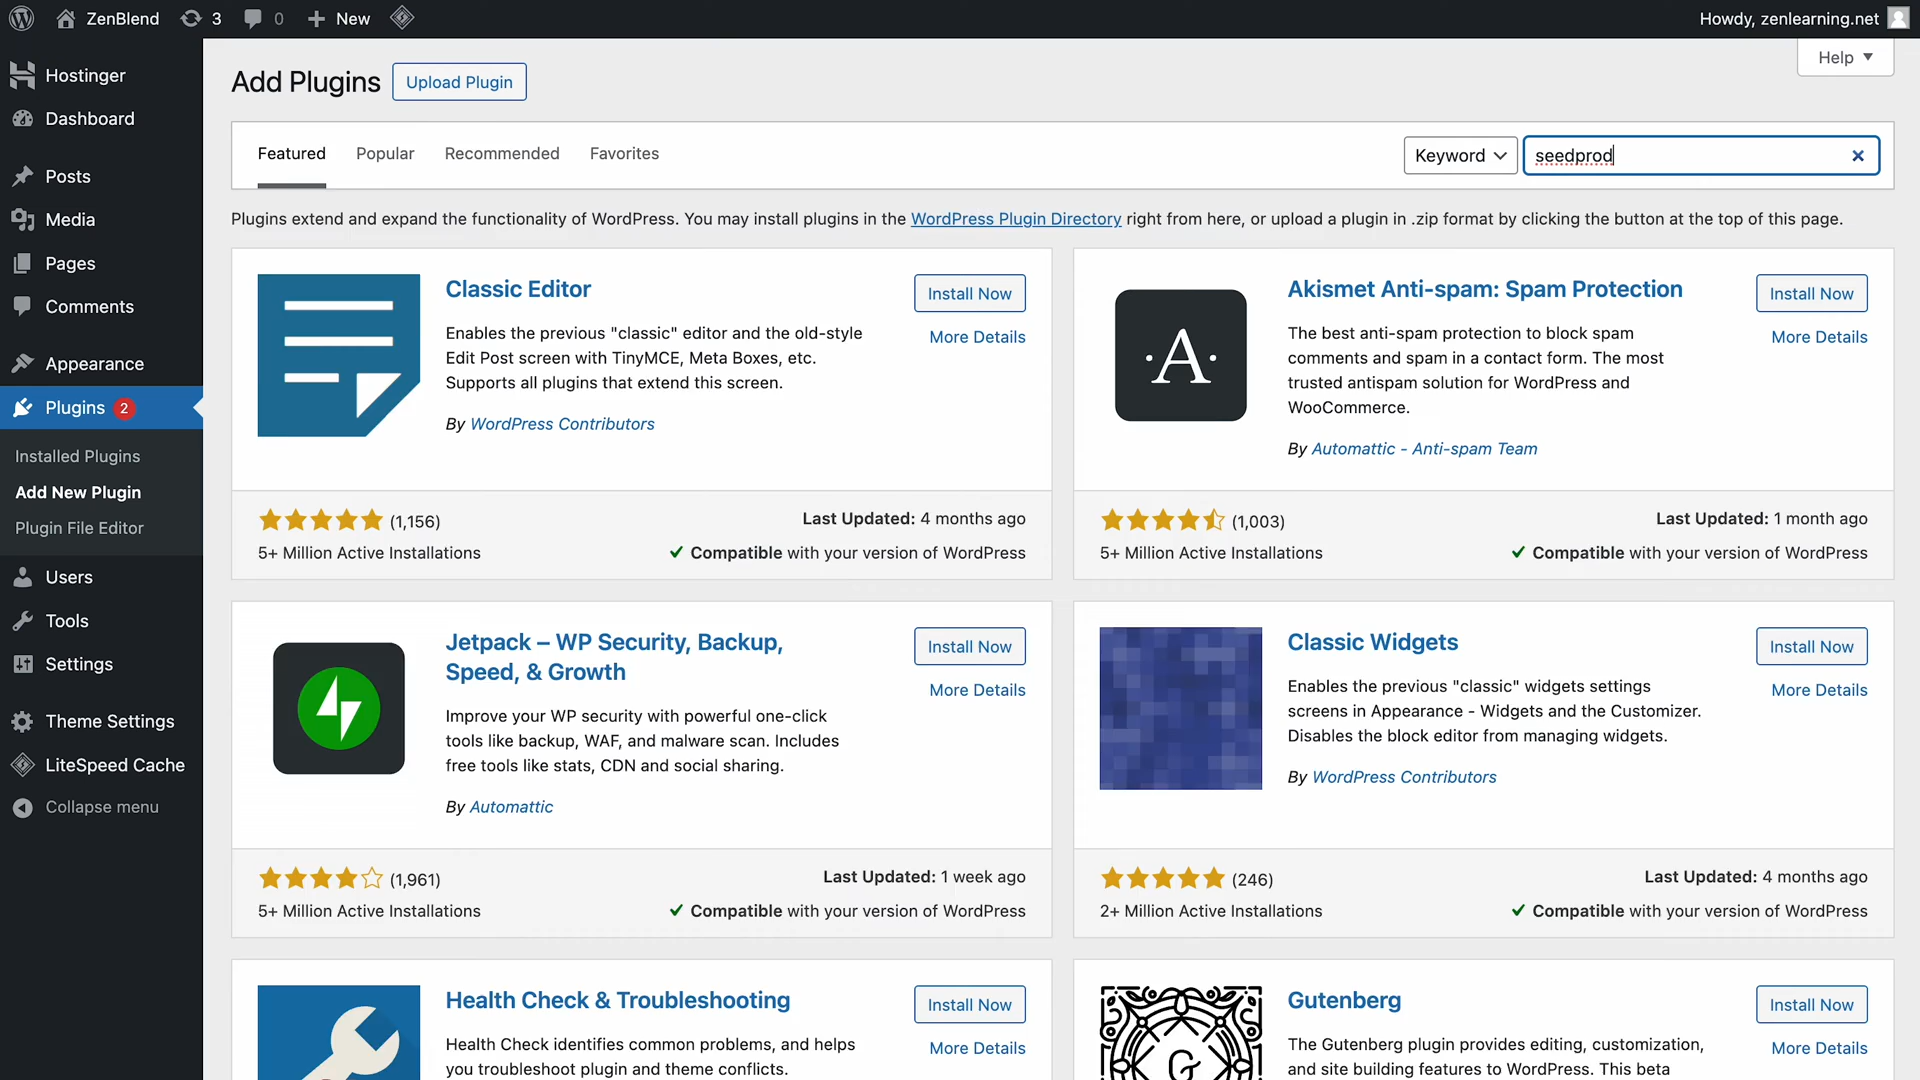 ZenBlend
3
0
New
Howdy, zenlearning.net
Hostinger
Dashboard
Posts
Media
Pages
Comments
Appearance
Plugins 2
Installed Plugins
Add New Plugin
Plugin File Editor
Users
Tools
Settings
Theme Settings
LiteSpeed Cache
Collapse menu
Help
Add Plugins
Upload Plugin
Featured
Popular
Recommended
Favorites
Keyword
seedprod
Plugins extend and expand the functionality of WordPress. You may install plugins in the WordPress Plugin Directory right from here, or upload a plugin in .zip format by clicking the button at the top of this page.
Classic Editor
Install Now
More Details
Enables the previous "classic" editor and the old-style
Edit Post screen with TinyMCE, Meta Boxes, etc.
Supports all plugins that extend this screen.
By WordPress Contributors
(1,156)
5+ Million Active Installations
Last Updated: 4 months ago
Compatible with your version of WordPress
·A·
Akismet Anti-spam: Spam Protection
Install Now
More Details
The best anti-spam protection to block spam
comments and spam in a contact form. The most
trusted antispam solution for WordPress and
WooCommerce.
By Automattic - Anti-spam Team
(1,003)
5+ Million Active Installations
Last Updated: 1 month ago
Compatible with your version of WordPress
Jetpack – WP Security, Backup,
Speed, & Growth
Install Now
More Details
Improve your WP security with powerful one-click
tools like backup, WAF, and malware scan. Includes
free tools like stats, CDN and social sharing.
By Automattic
(1,961)
5+ Million Active Installations
Last Updated: 1 week ago
Compatible with your version of WordPress
Classic Widgets
Install Now
More Details
Enables the previous "classic" widgets settings
screens in Appearance - Widgets and the Customizer.
Disables the block editor from managing widgets.
By WordPress Contributors
(246)
2+ Million Active Installations
Last Updated: 4 months ago
Compatible with your version of WordPress
Health Check & Troubleshooting
Install Now
More Details
Health Check identifies common problems, and helps
you troubleshoot plugin and theme conflicts.
G
Gutenberg
Install Now
More Details
The Gutenberg plugin provides editing, customization,
and site building features to WordPress. This beta